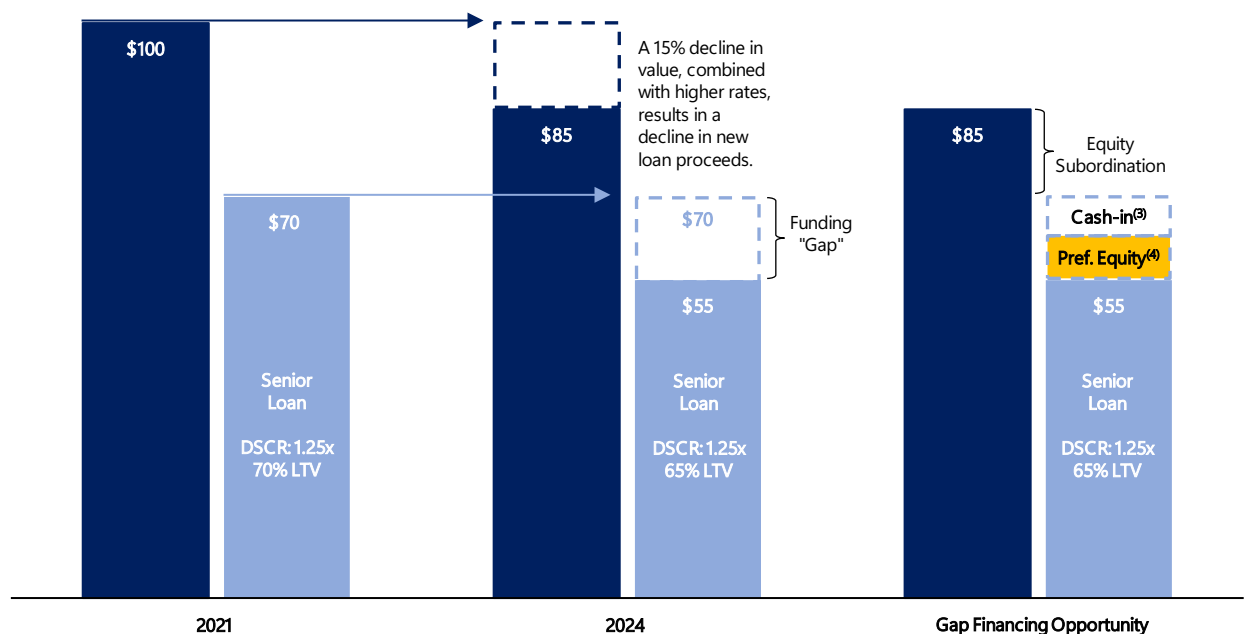 $100
$70
Senior
Loan
DSCR: 1.25x
70% LTV
2021
$85
A 15% decline in
value, combined
with higher rates,
results in a
decline in new
loan proceeds.
$70
Funding
"Gap"
$55
Senior
Loan
DSCR: 1.25x
65% LTV
2024
$85
Equity
Subordination
Cash-in(3)
Pref. Equity(4)
$55
Senior
Loan
DSCR: 1.25x
65% LTV
Gap Financing Opportunity